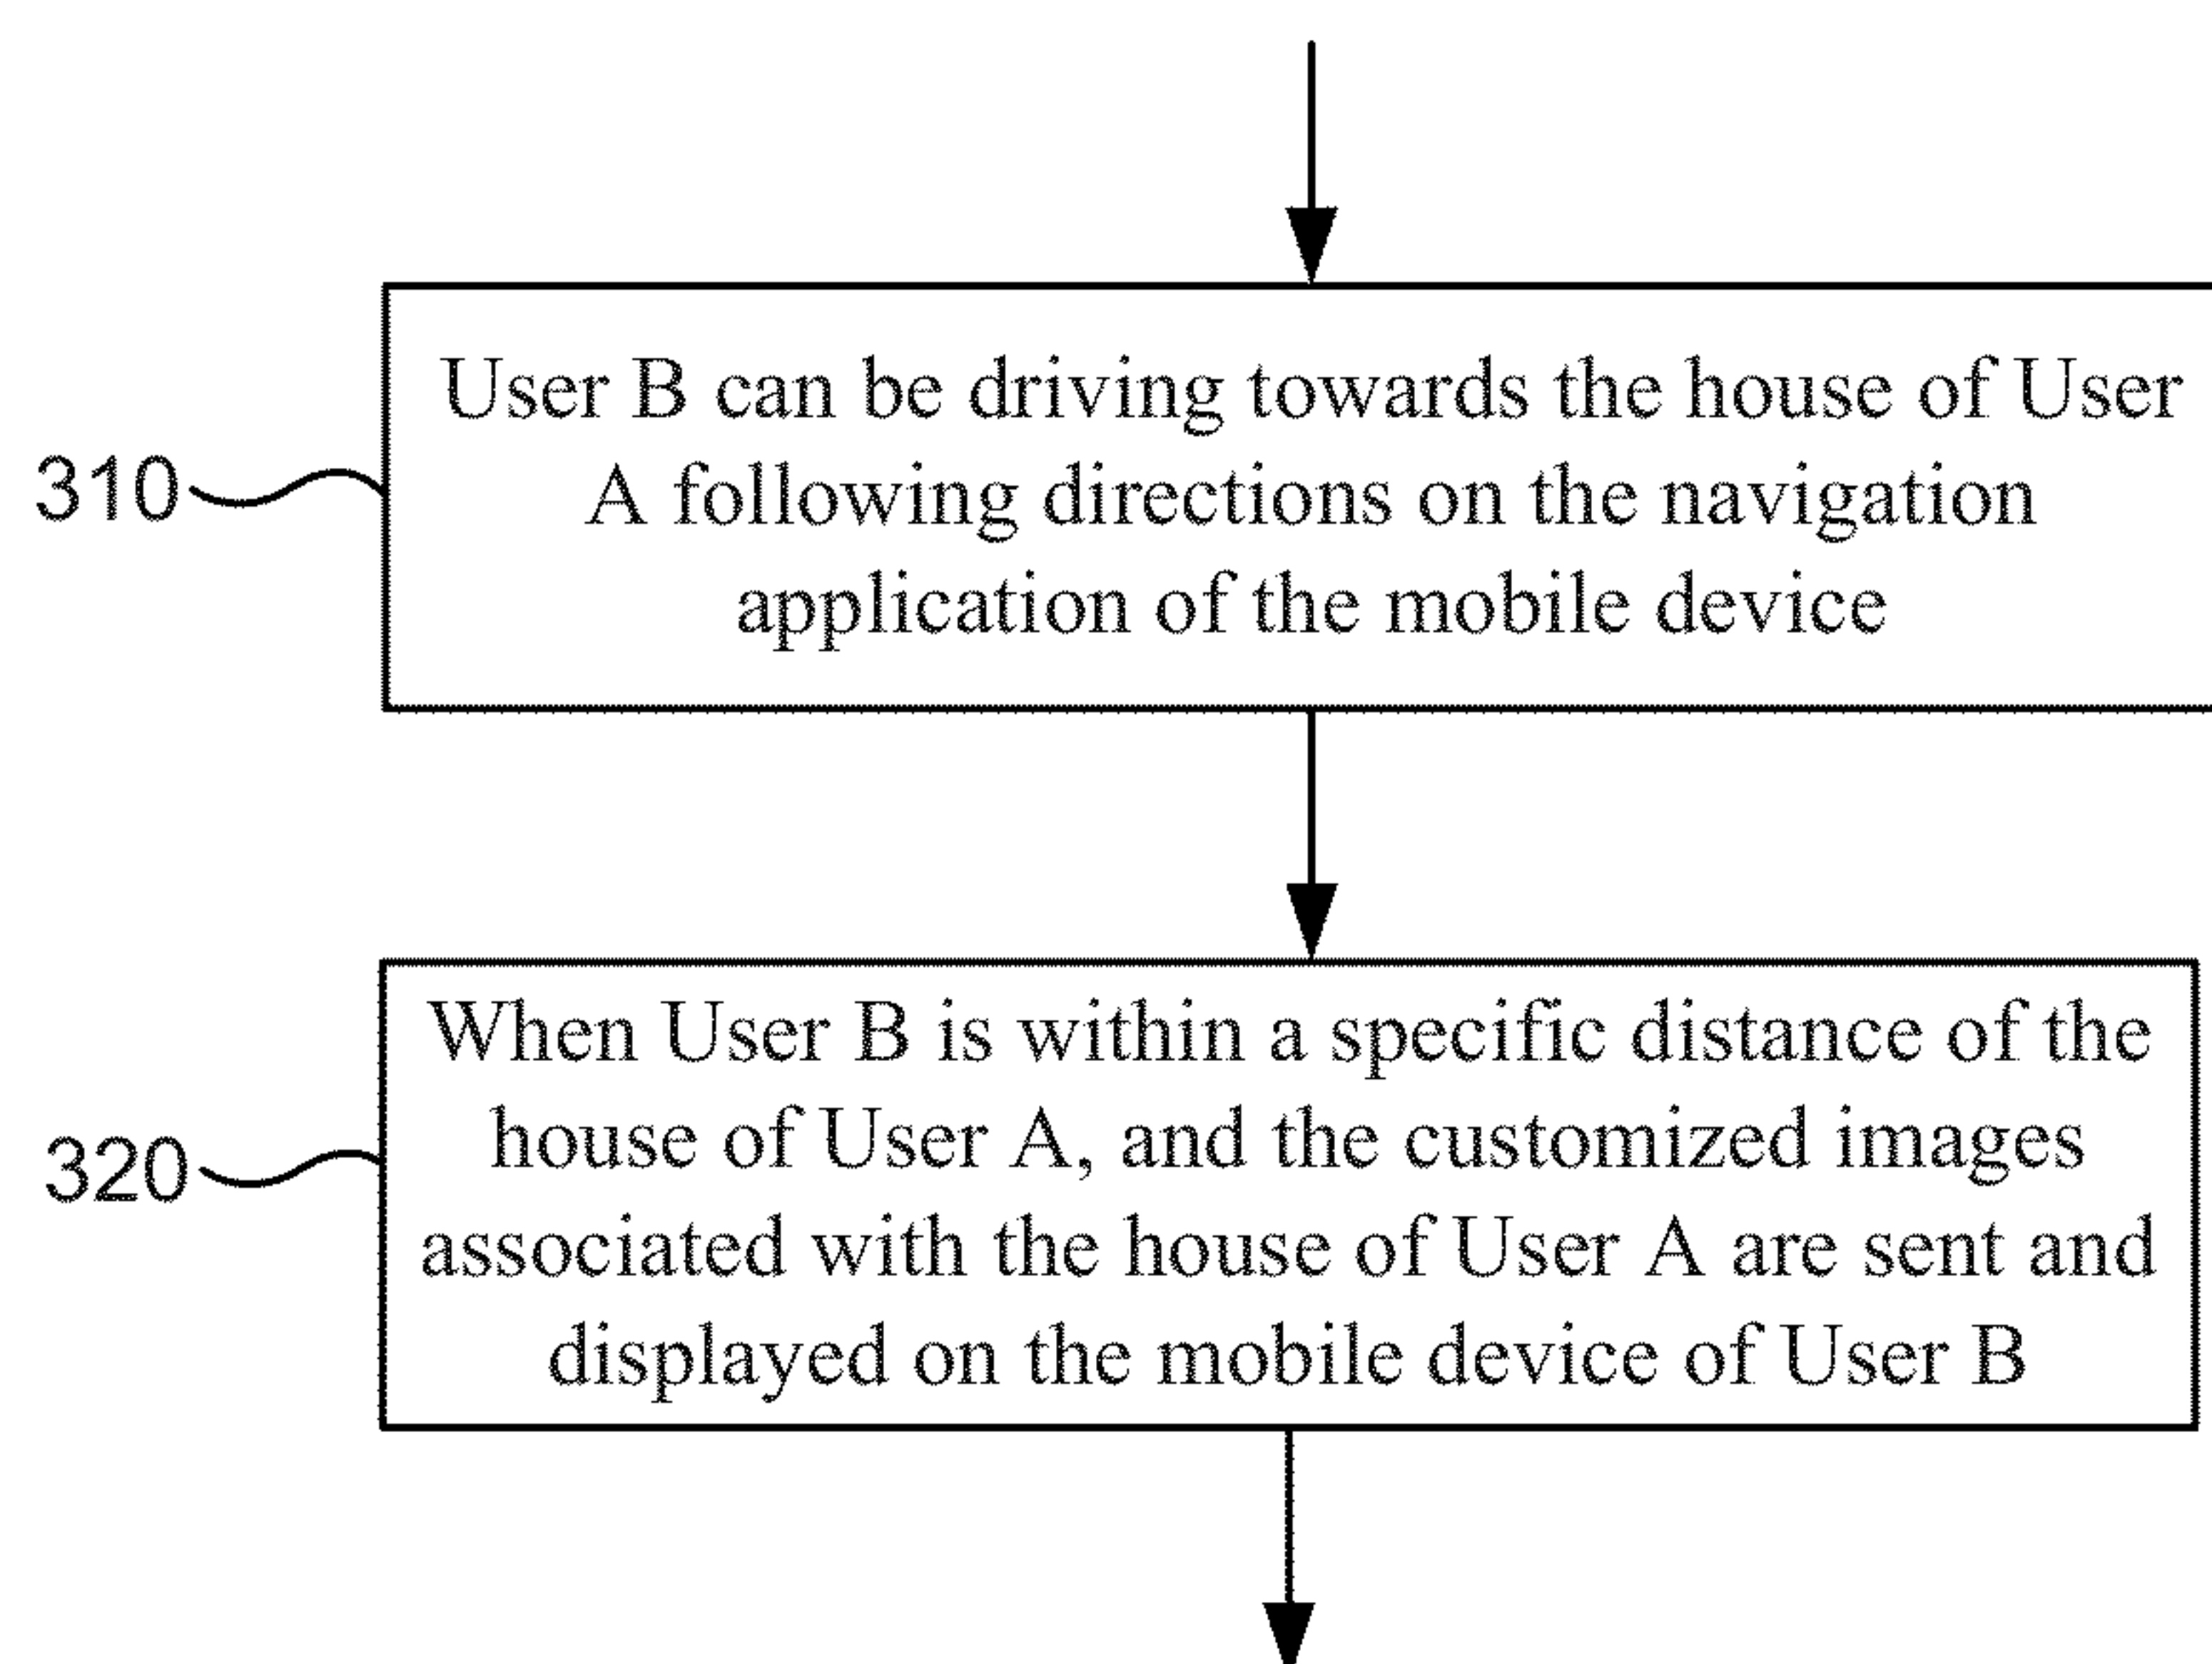 User B can be driving towards the house of User
310
A following directions on the navigation
application of the mobile device
When User B is within a specific distance of the
house of User A, and the customized images
320
associated with the house of User A are sent and
displayed on the mobile device of User B